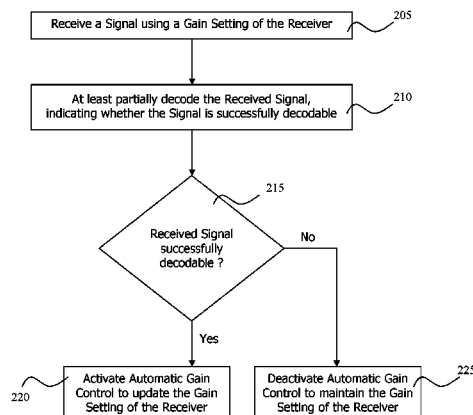 Receive a Signal using a Gain Setting of the Receiver
205
At least partially decode the Received Signal,
indicating whether the Signal is successfully decodable
210
215
Received Signal
successfully
decodable ?
No
Yes
Activate Automatic Gain
Control to update the Gain
Setting of the Receiver
220
Deactivate Automatic Gain
Control to maintain the Gain
Setting of the Receiver
225